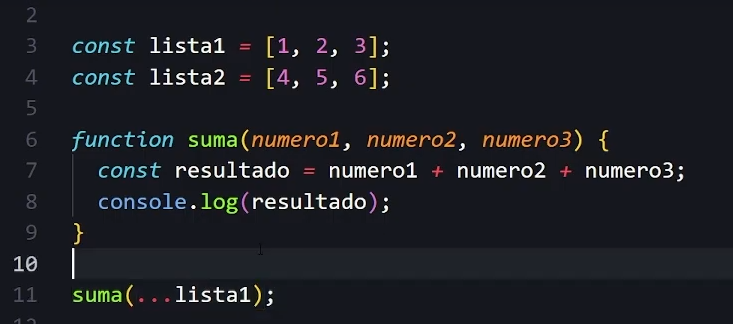 2
3 const lista1 = [1, 2, 3];
4 const lista2 = [4, 5, 6];
5
6 function suma(numero1, numero2, numero3) {
7 const resultado = numero1 + numero2 + numero3;
8 console.log(resultado);
9 }
10
11 suma(...lista1);
12